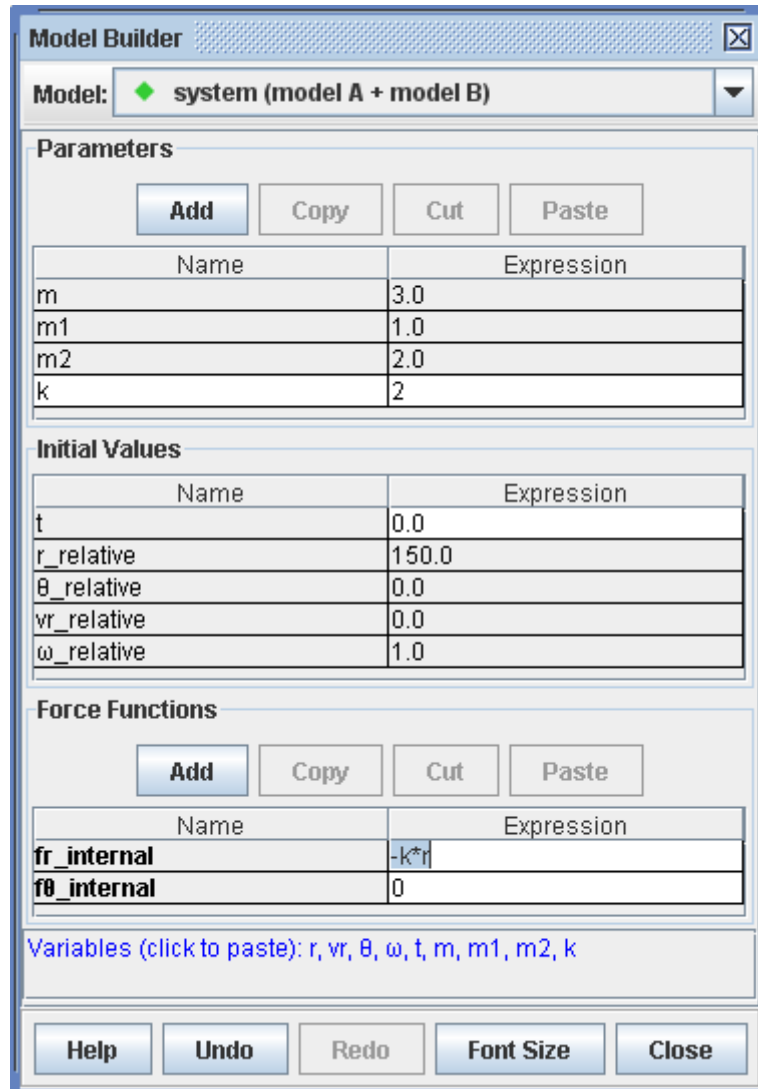 Model Builder
Model: system (model A + model B)
Parameters
Add Copy Cut Paste
Name Expression
m 3.0
m1 1.0
m2 2.0
k 2
Initial Values
Name Expression
t 0.0
r_relative 150.0
θ_relative 0.0
vr_relative 0.0
ω_relative 1.0
Force Functions
Add Copy Cut Paste
Name Expression
fr_internal -k*r
fθ_internal 0
Variables (click to paste): r, vr, θ, ω, t, m, m1, m2, k
Help Undo Redo Font Size Close